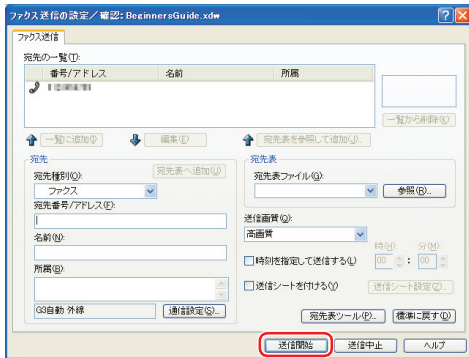 ファクス送信の設定／確認: BeginnersGuide.xdw
ファクス送信
宛先の一覧(T):
番号/アドレス 名前 所属
一覧から削除(X)
一覧に追加(I) 編集(E) 宛先表を参照して追加(J)...
宛先
宛先種別(Q): 宛先表へ追加(U)
ファクス
宛先番号/アドレス(F):
名前(N):
所属(B):
G3自動 外線 通信設定(S)...
宛先表
宛先表ファイル(G):
参照(R)...
送信画質(O):
高画質
時(H): 分(M):
時刻を指定して送信する(L) 00 : 00
送信シートを付ける(Y) 送信シート設定(Z)...
宛先表ツール(P)... 標準に戻す(D)
送信開始 送信中止 ヘルプ